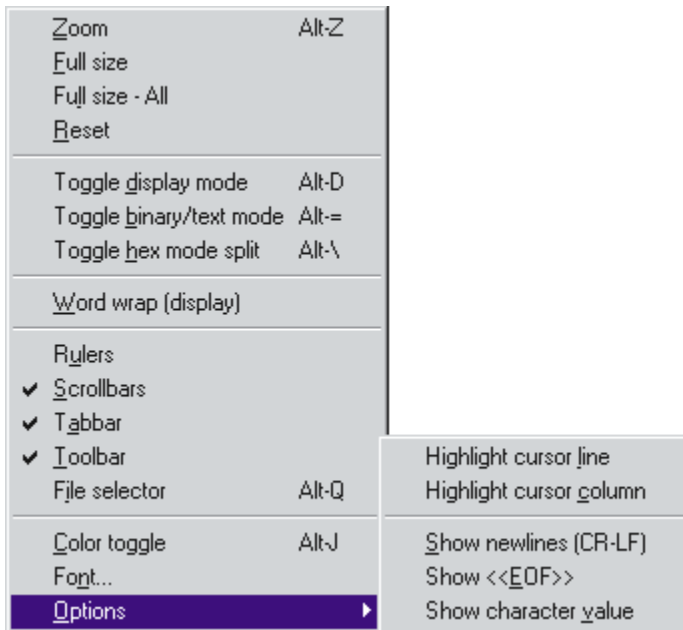 Zoom Alt-Z
Full size
Full size - All
Reset
Toggle display mode Alt-D
Toggle binary/text mode Alt-=
Toggle hex mode split Alt-\
Word wrap (display)
Rulers
Scrollbars
Tabbar
Toolbar
File selector Alt-Q
Color toggle Alt-J
Font...
Options
Highlight cursor line
Highlight cursor column
Show newlines (CR-LF)
Show <<EOF>>
Show character value